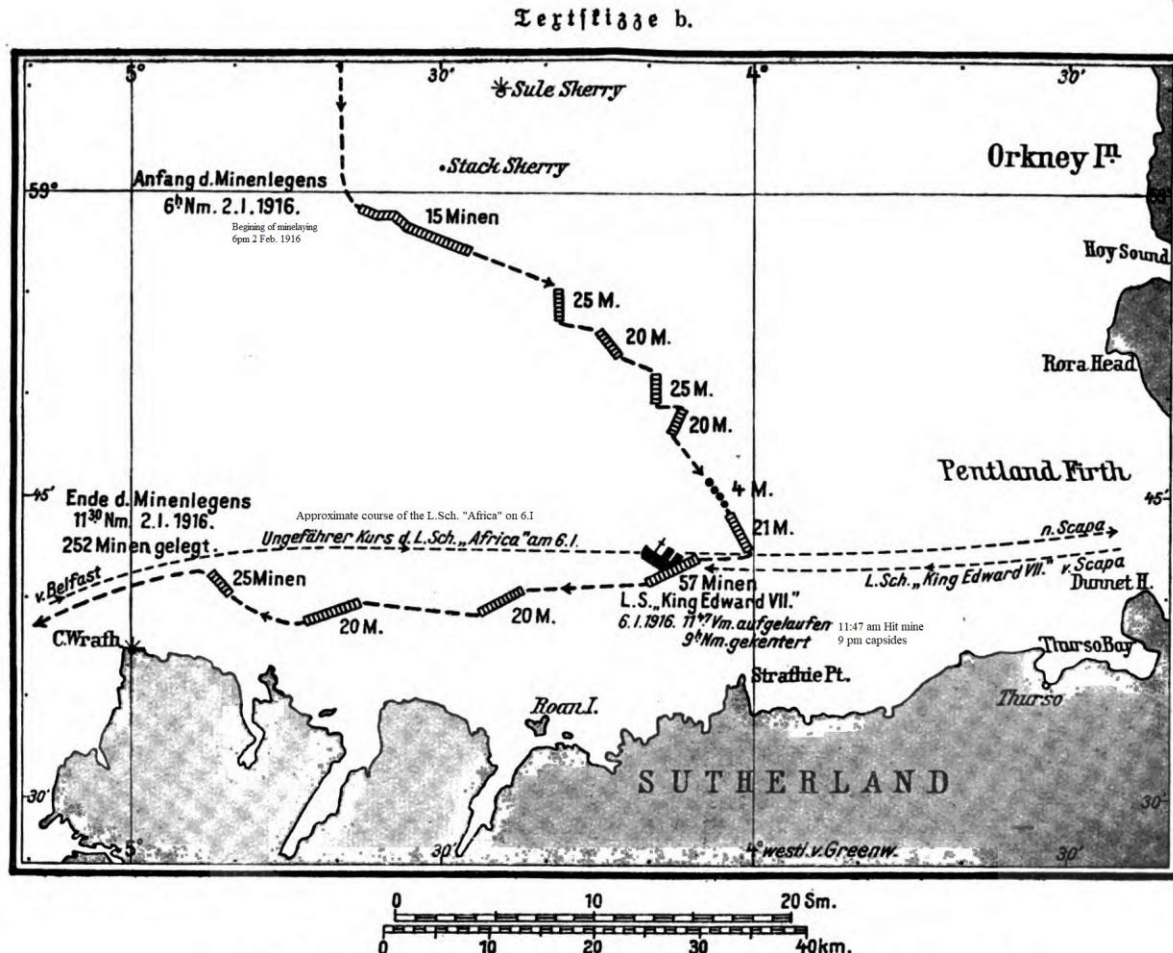 Textskizze b.
5°
30'
4°
30'
Sule Skerry
Stack Skerry
Orkney Iⁿ.
59°
Anfang d. Minenlegens
6ʰ Nm. 2.I.1916.
Begining of minelaying
6pm 2 Feb. 1916
15 Minen
Hoy Sound
25 M.
20 M.
Rora Head
25 M.
20 M.
Pentland Firth
45'
45'
4 M.
Ende d. Minenlegens
11³⁰ Nm. 2.I.1916.
252 Minen gelegt.
Approximate course of the L.Sch. "Africa" on 6.I
Ungefährer Kurs d. L.Sch. „Africa" am 6.I.
21 M.
n. Scapa
v. Belfast
L.Sch. „King Edward VII." v. Scapa
Dunnet H.
25 Minen
20 M.
20 M.
57 Minen
L.S. „King Edward VII."
6.I.1916. 11⁴⁷ Vm. aufgelaufen
9ʰ Nm. gekentert
11:47 am Hit mine
9 pm capsides
C. Wrath
Thurso Bay
Strathie Pt.
Thurso
Roan I.
SUTHERLAND
30'
30'
5°
30'
4° westl. v. Greenw.
30'
0 10 20 Sm.
0 10 20 30 40 km.